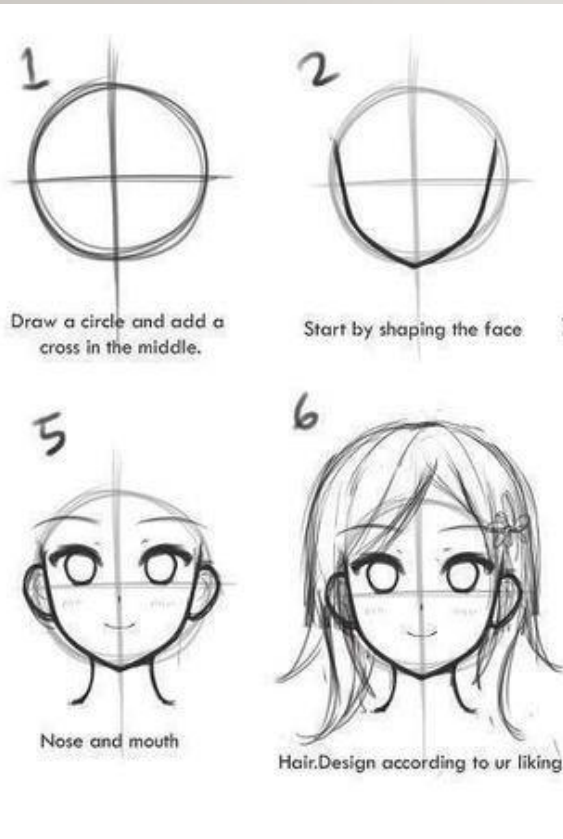 1
Draw a circle and add a
cross in the middle.
2
Start by shaping the face
5
Nose and mouth
6
Hair.Design according to ur liking